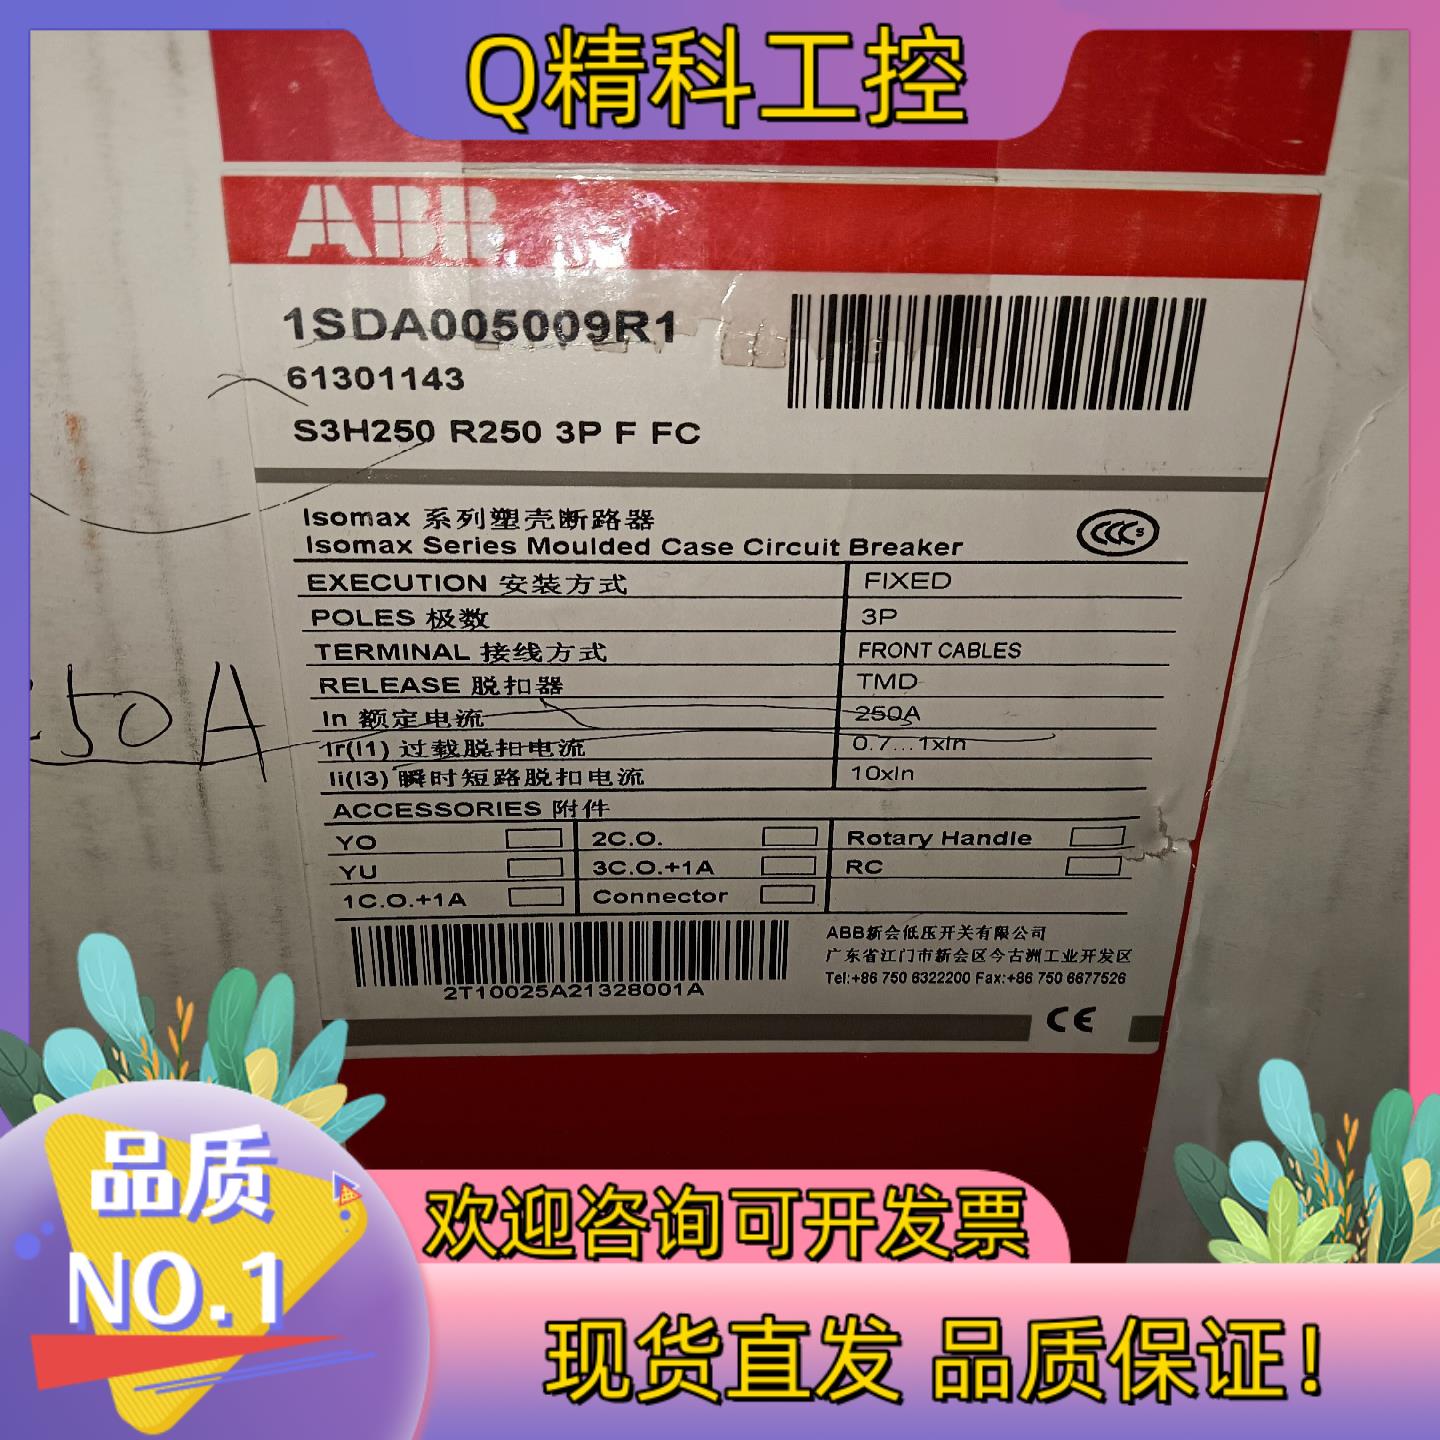 Q精科工控
ABB
1SDA005009R1
61301143
S3H250 R250 3P F FC
Isomax 系列塑壳断路器
Isomax Series Moulded Case Circuit Breaker
CCC S
EXECUTION 安装方式 FIXED
POLES 极数 3P
TERMINAL 接线方式 FRONT CABLES
RELEASE 脱扣器 TMD
In 额定电流 250A
Ir(I1) 过载脱扣电流 0.7...1xIn
Ii(I3) 瞬时短路脱扣电流 10xIn
ACCESSORIES 附件
YO 2C.O. Rotary Handle
YU 3C.O.+1A RC
1C.O.+1A Connector
250A
ABB新会低压开关有限公司
广东省江门市新会区今古洲工业开发区
Tel:+86 750 6322200 Fax:+86 750 6677526
2T10025A21328001A
CE
品质
NO.1
欢迎咨询可开发票
现货直发 品质保证!